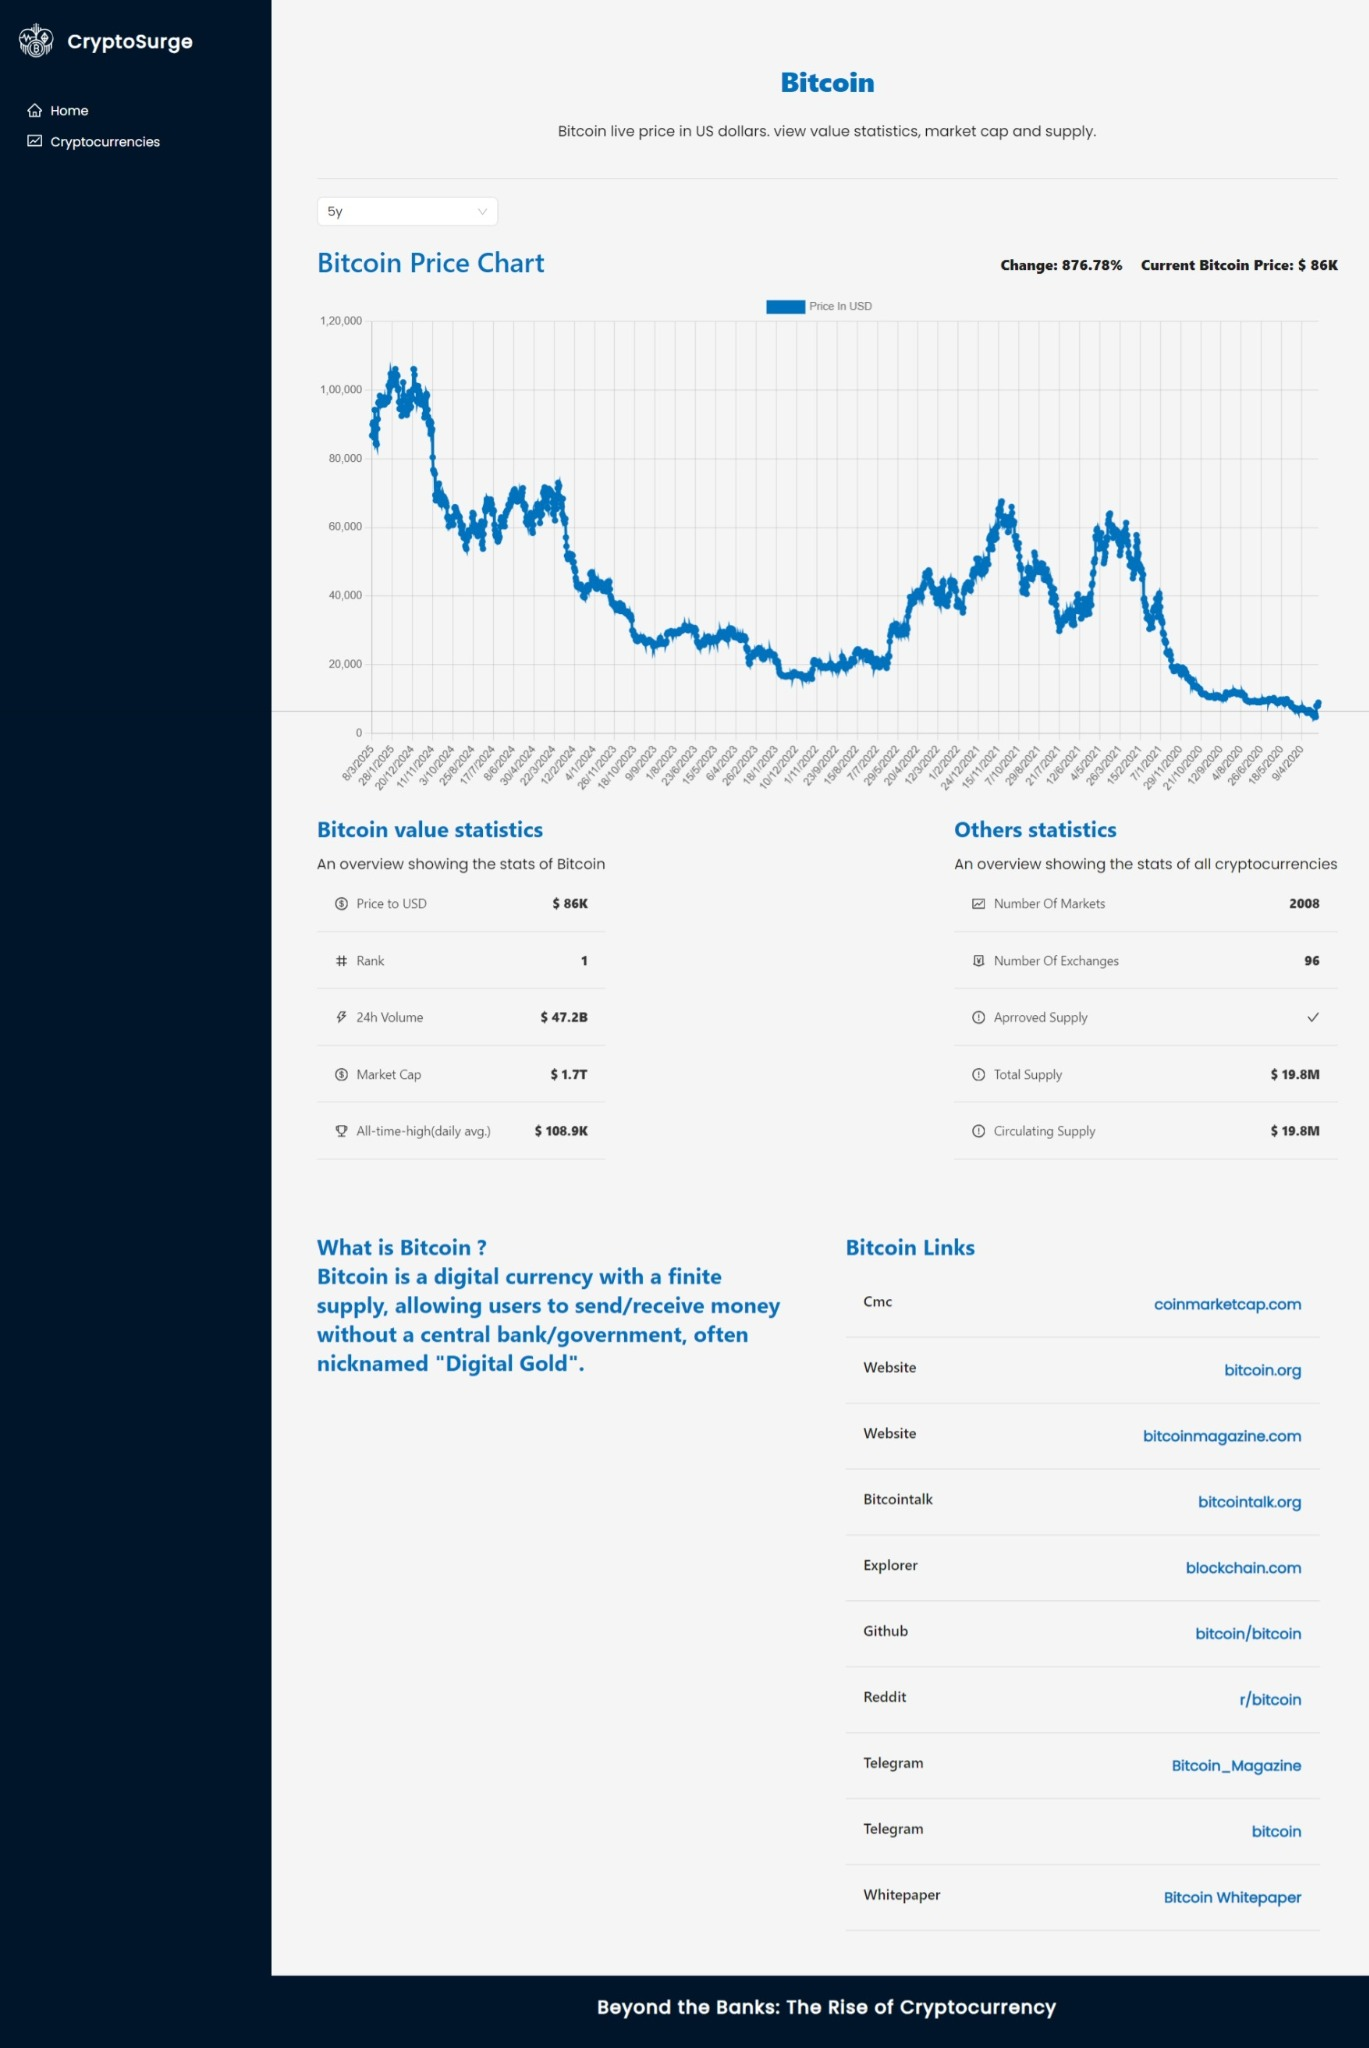 CryptoSurge
Home
Cryptocurrencies
Bitcoin
Bitcoin live price in US dollars. view value statistics, market cap and supply.
5y
Bitcoin Price Chart
Change: 876.78% Current Bitcoin Price: $ 86K
Price In USD
1,20,000
1,00,000
80,000
60,000
40,000
20,000
0
8/3/2025
28/1/2025
20/12/2024
11/11/2024
3/10/2024
25/8/2024
17/7/2024
8/6/2024
30/4/2024
22/3/2024
12/2/2024
4/1/2024
26/11/2023
18/10/2023
9/9/2023
1/8/2023
23/6/2023
15/5/2023
6/4/2023
26/2/2023
18/1/2023
10/12/2022
1/11/2022
23/9/2022
15/8/2022
7/7/2022
29/5/2022
20/4/2022
12/3/2022
1/2/2022
24/12/2021
15/11/2021
7/10/2021
29/8/2021
21/7/2021
12/6/2021
4/5/2021
26/3/2021
15/2/2021
7/1/2021
29/11/2020
21/10/2020
12/9/2020
4/8/2020
26/6/2020
18/5/2020
9/4/2020
Bitcoin value statistics
An overview showing the stats of Bitcoin
Price to USD $ 86K
Rank 1
24h Volume $ 47.2B
Market Cap $ 1.7T
All-time-high(daily avg.) $ 108.9K
Others statistics
An overview showing the stats of all cryptocurrencies
Number Of Markets 2008
Number Of Exchanges 96
Aprroved Supply
Total Supply $ 19.8M
Circulating Supply $ 19.8M
What is Bitcoin ?
Bitcoin is a digital currency with a finite
supply, allowing users to send/receive money
without a central bank/government, often
nicknamed "Digital Gold".
Bitcoin Links
Cmc coinmarketcap.com
Website bitcoin.org
Website bitcoinmagazine.com
Bitcointalk bitcointalk.org
Explorer blockchain.com
Github bitcoin/bitcoin
Reddit r/bitcoin
Telegram Bitcoin_Magazine
Telegram bitcoin
Whitepaper Bitcoin Whitepaper
Beyond the Banks: The Rise of Cryptocurrency